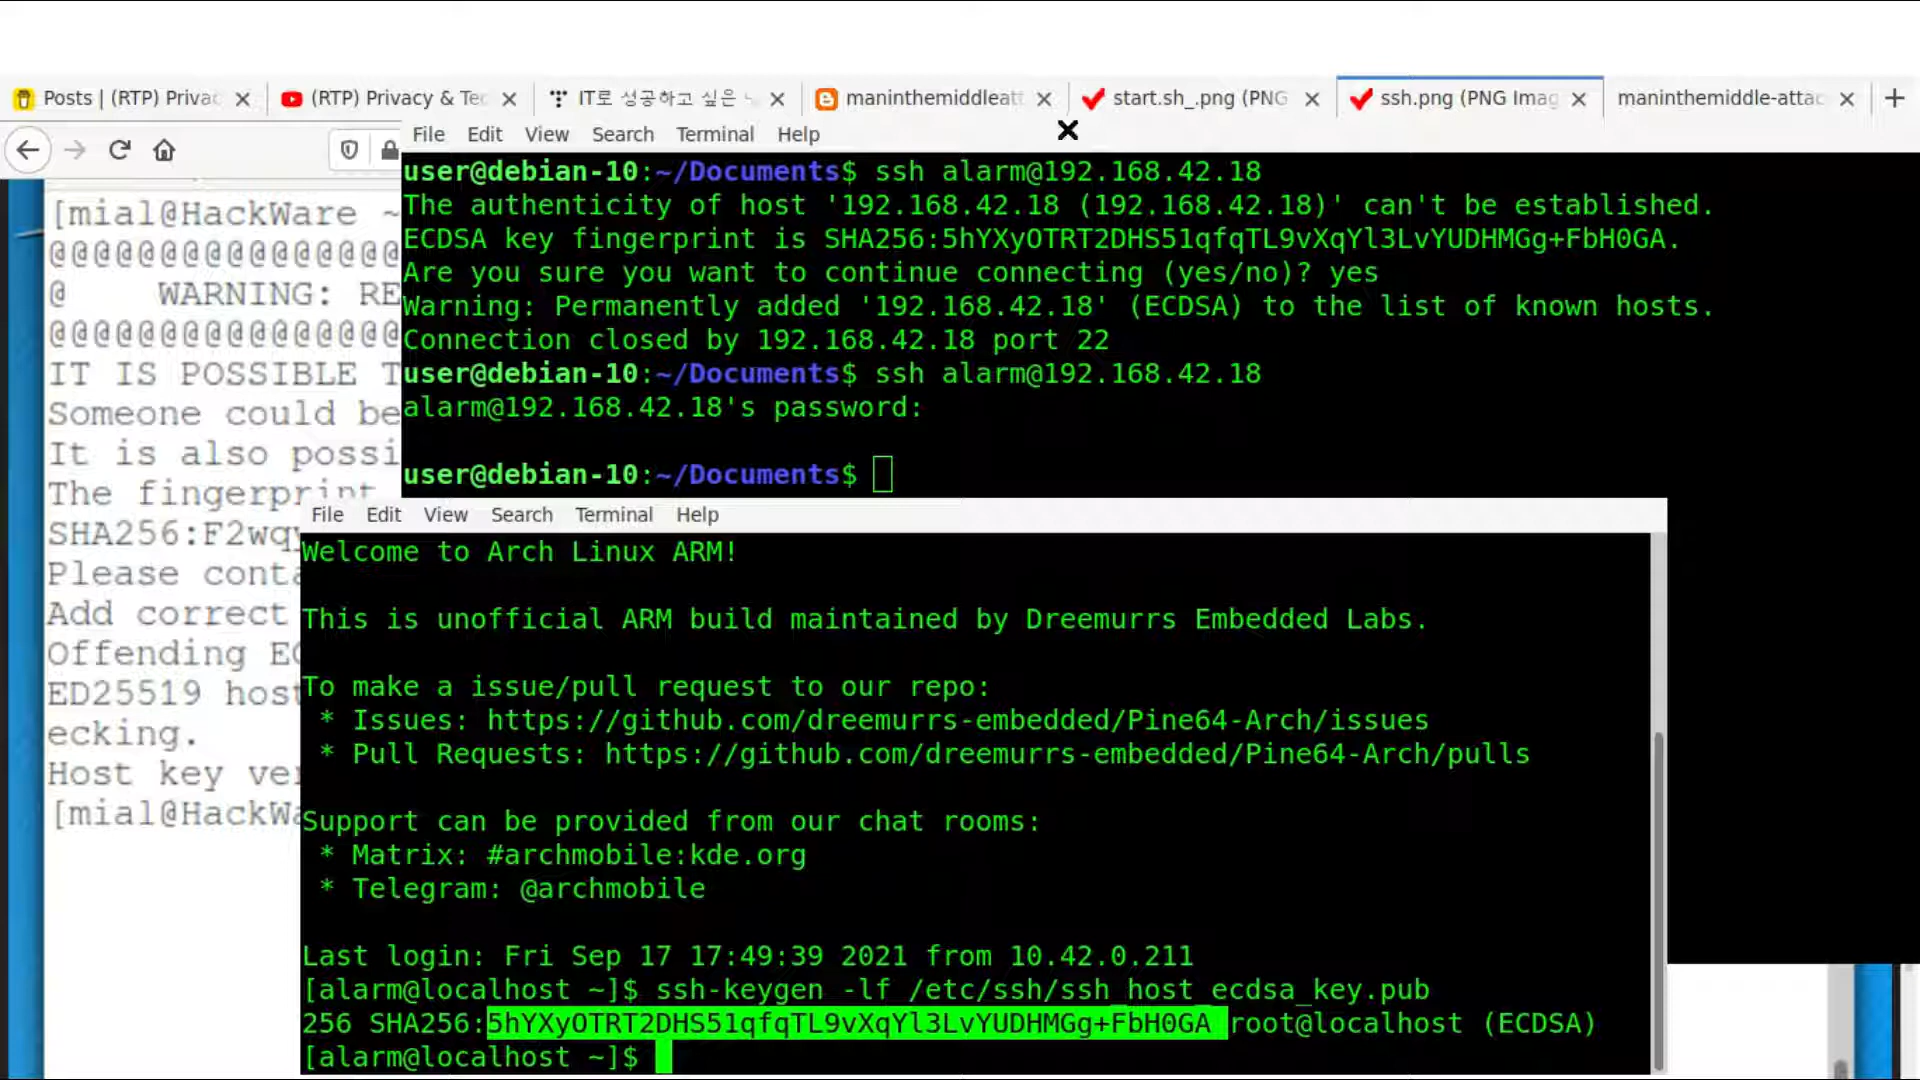 Posts | (RTP) Privac
(RTP) Privacy & Tec
IT로 성공하고 싶은
maninthemiddleatt
start.sh_.png (PNG
ssh.png (PNG Imag
maninthemiddle-attac
File Edit View Search Terminal Help
user@debian-10:~/Documents$ ssh alarm@192.168.42.18
The authenticity of host '192.168.42.18 (192.168.42.18)' can't be established.
ECDSA key fingerprint is SHA256:5hYXyOTRT2DHS51qfqTL9vXqYl3LvYUDHMGg+FbH0GA.
Are you sure you want to continue connecting (yes/no)? yes
Warning: Permanently added '192.168.42.18' (ECDSA) to the list of known hosts.
Connection closed by 192.168.42.18 port 22
user@debian-10:~/Documents$ ssh alarm@192.168.42.18
alarm@192.168.42.18's password:
user@debian-10:~/Documents$
[mial@HackWare ~
@@@@@@@@@@@@@@@@
@ WARNING: RE
@@@@@@@@@@@@@@@@
IT IS POSSIBLE T
Someone could be
It is also possi
The fingerprint
SHA256:F2wqv
Please conta
Add correct
Offending EC
ED25519 host
ecking.
Host key ver
[mial@HackWa
File Edit View Search Terminal Help
Welcome to Arch Linux ARM!
This is unofficial ARM build maintained by Dreemurrs Embedded Labs.
To make a issue/pull request to our repo:
* Issues: https://github.com/dreemurrs-embedded/Pine64-Arch/issues
* Pull Requests: https://github.com/dreemurrs-embedded/Pine64-Arch/pulls
Support can be provided from our chat rooms:
* Matrix: #archmobile:kde.org
* Telegram: @archmobile
Last login: Fri Sep 17 17:49:39 2021 from 10.42.0.211
[alarm@localhost ~]$ ssh-keygen -lf /etc/ssh/ssh_host_ecdsa_key.pub
256 SHA256:5hYXyOTRT2DHS51qfqTL9vXqYl3LvYUDHMGg+FbH0GA root@localhost (ECDSA)
[alarm@localhost ~]$